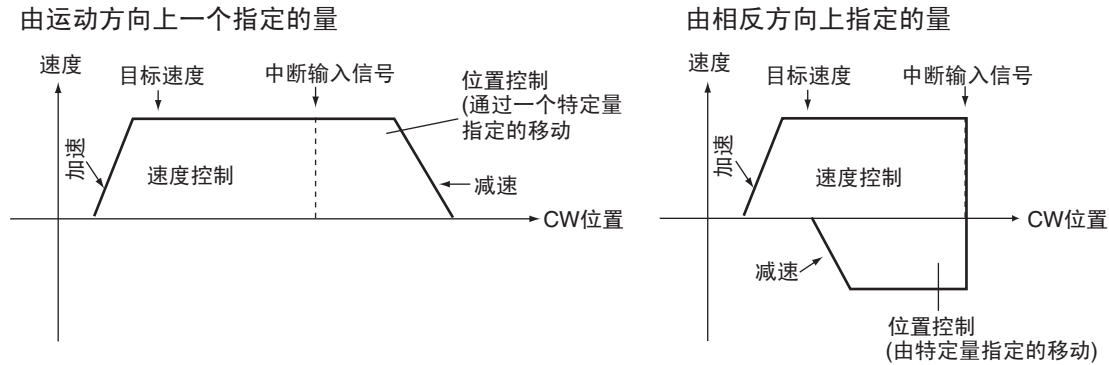 由运动方向上一个指定的量
速度
目标速度
中断输入信号
位置控制
(通过一个特定量
指定的移动
加速
速度控制
减速
CW位置
由相反方向上指定的量
速度
目标速度
中断输入信号
加速
速度控制
CW位置
减速
位置控制
(由特定量指定的移动)